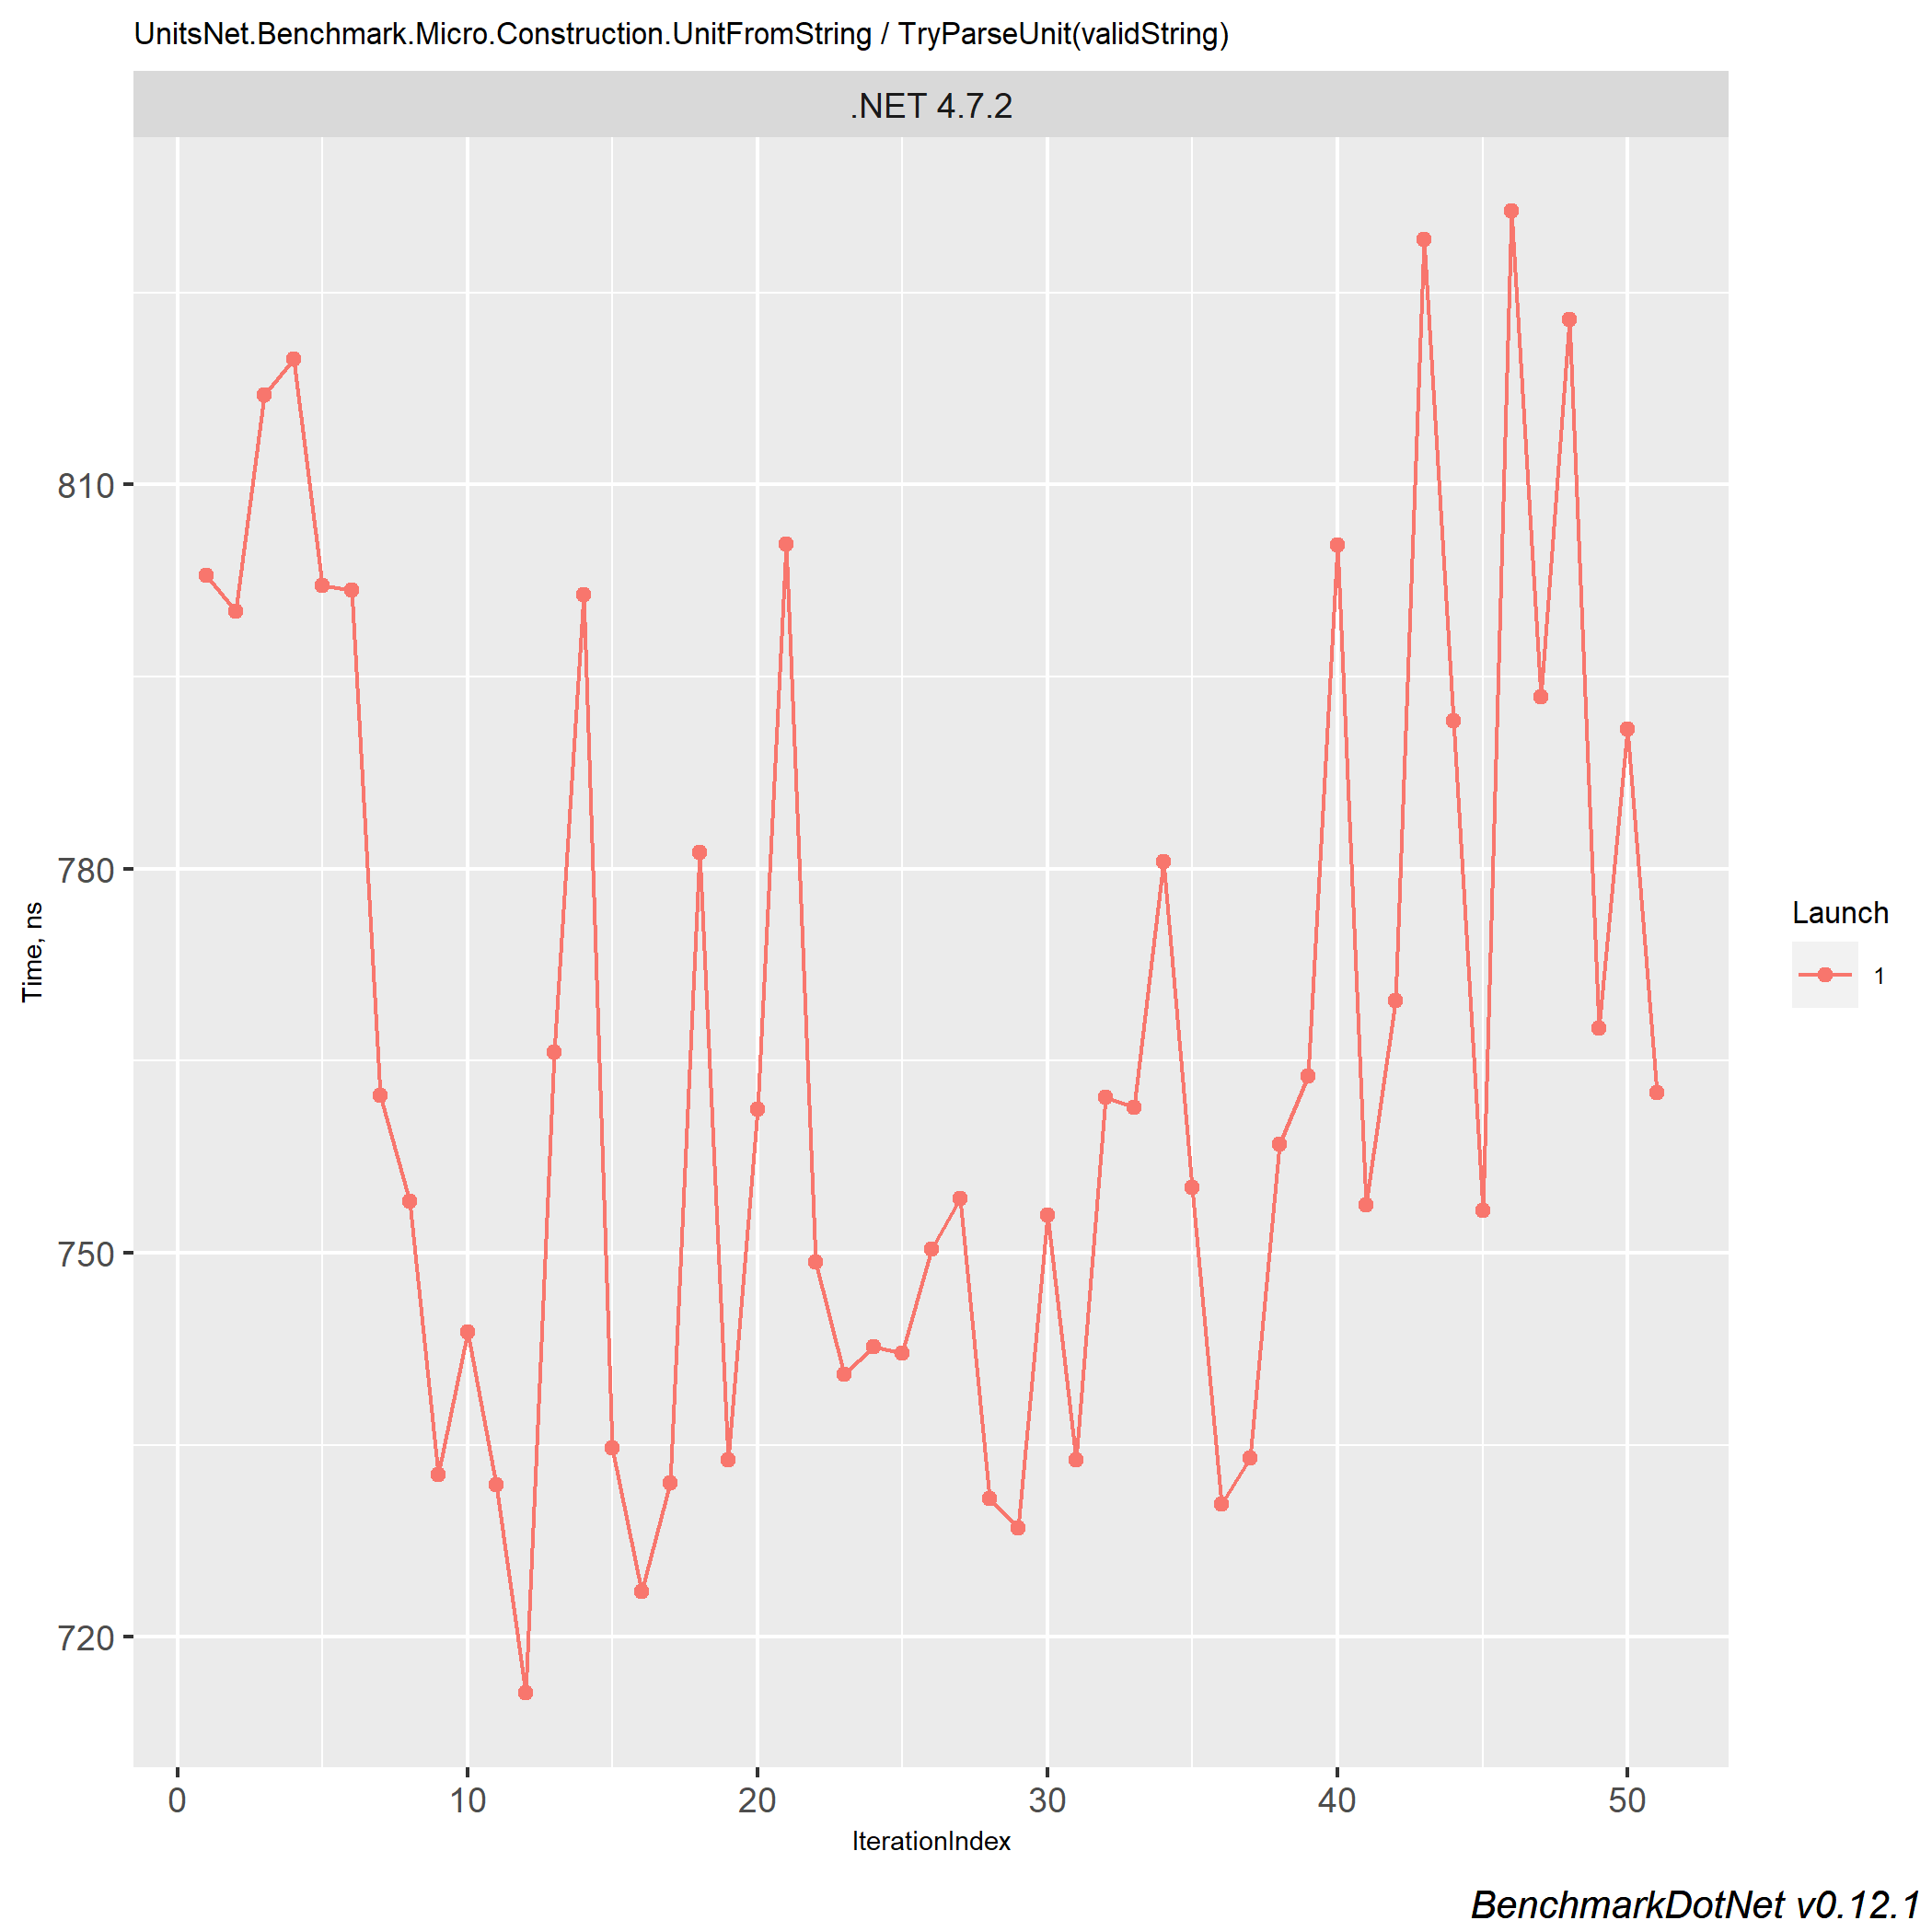 UnitsNet.Benchmark.Micro.Construction.UnitFromString / TryParseUnit(validString)
.NET 4.7.2
810
780
750
720
Time, ns
0 10 20 30 40 50
IterationIndex
Launch
1
BenchmarkDotNet v0.12.1